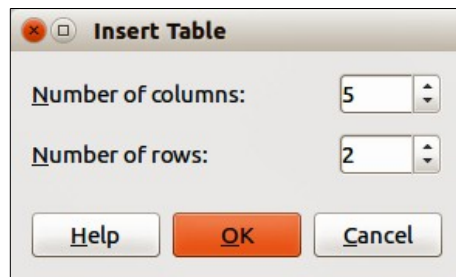 Insert Table
Number of columns: 5
Number of rows: 2
Help OK Cancel